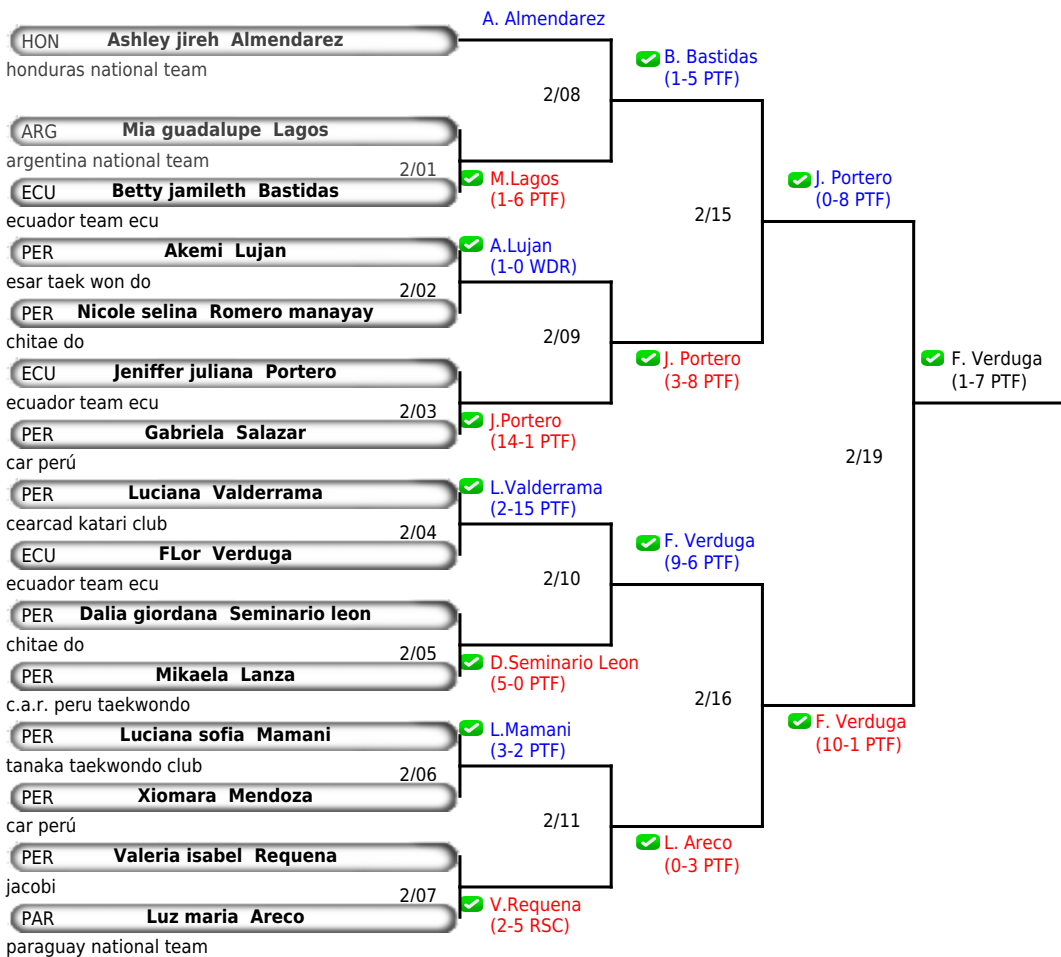 A. Almendarez
HON Ashley jireh Almendarez
honduras national team
B. Bastidas
(1-5 PTF)
2/08
ARG Mia guadalupe Lagos
argentina national team
2/01
ECU Betty jamileth Bastidas
ecuador team ecu
M.Lagos
(1-6 PTF)
J. Portero
(0-8 PTF)
2/15
PER Akemi Lujan
esar taek won do
A.Lujan
(1-0 WDR)
2/02
PER Nicole selina Romero manayay
chitae do
2/09
ECU Jeniffer juliana Portero
ecuador team ecu
J. Portero
(3-8 PTF)
F. Verduga
(1-7 PTF)
2/03
PER Gabriela Salazar
car perú
J.Portero
(14-1 PTF)
2/19
PER Luciana Valderrama
cearcad katari club
L.Valderrama
(2-15 PTF)
2/04
ECU FLor Verduga
ecuador team ecu
F. Verduga
(9-6 PTF)
2/10
PER Dalia giordana Seminario leon
chitae do
2/05
PER Mikaela Lanza
c.a.r. peru taekwondo
D.Seminario Leon
(5-0 PTF)
2/16
PER Luciana sofia Mamani
tanaka taekwondo club
L.Mamani
(3-2 PTF)
F. Verduga
(10-1 PTF)
2/06
PER Xiomara Mendoza
car perú
2/11
PER Valeria isabel Requena
jacobi
L. Areco
(0-3 PTF)
2/07
PAR Luz maria Areco
paraguay national team
V.Requena
(2-5 RSC)